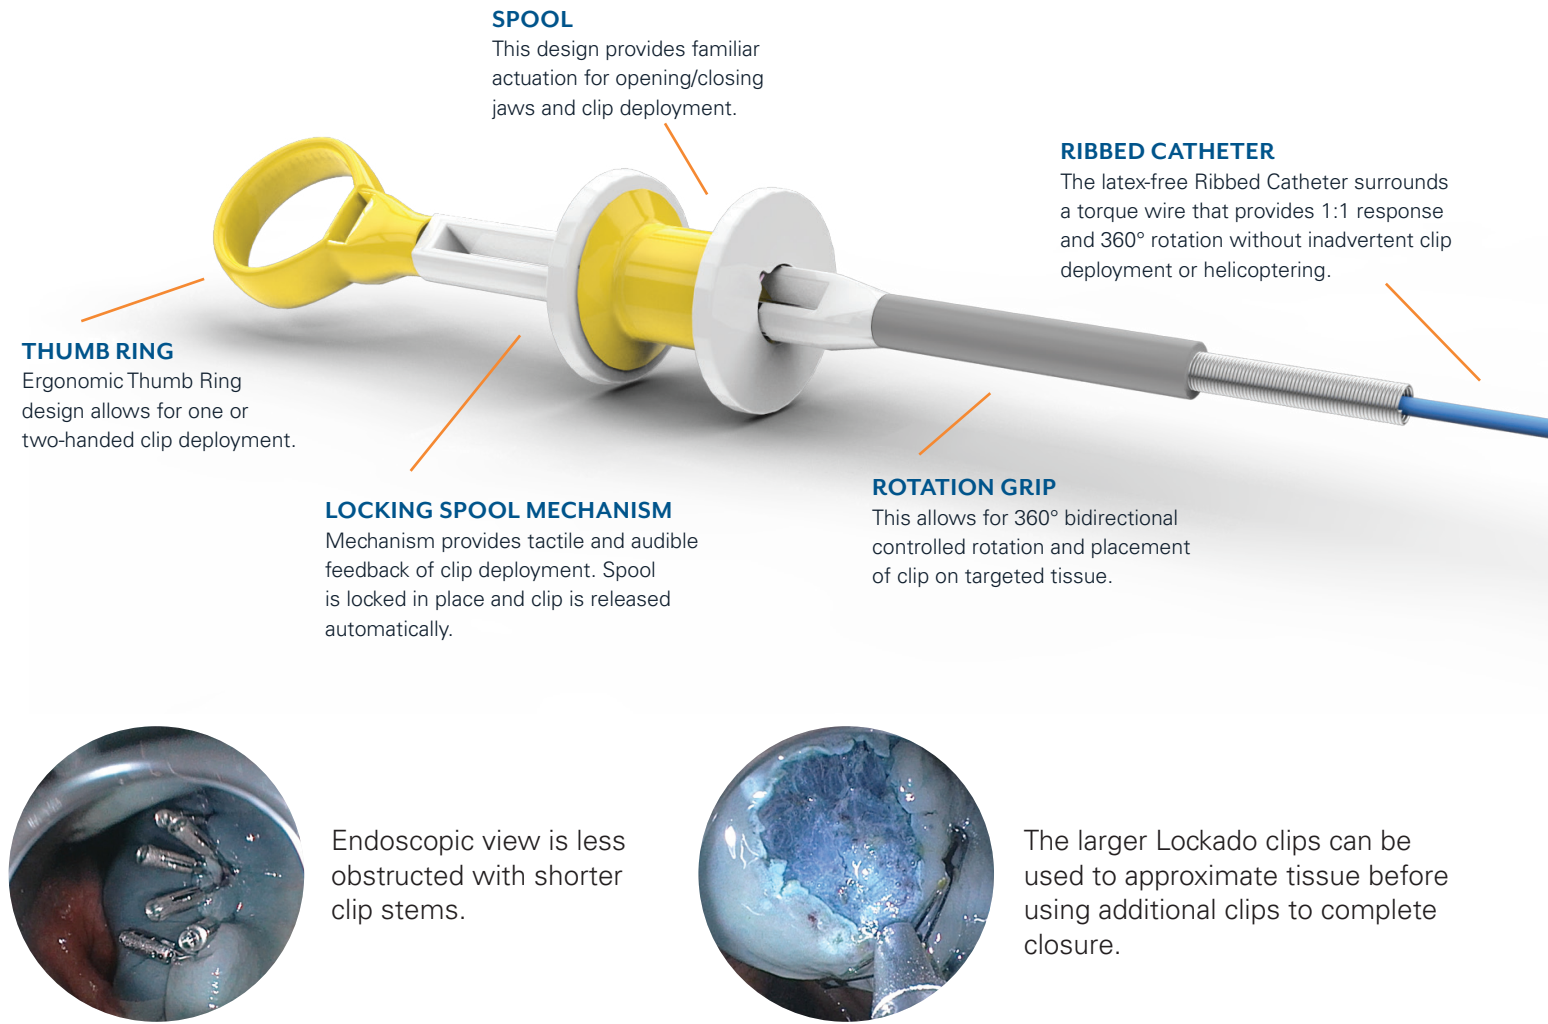 SPOOL
This design provides familiar
actuation for opening/closing
jaws and clip deployment.
RIBBED CATHETER
The latex-free Ribbed Catheter surrounds
a torque wire that provides 1:1 response
and 360° rotation without inadvertent clip
deployment or helicoptering.
THUMB RING
Ergonomic Thumb Ring
design allows for one or
two-handed clip deployment.
LOCKING SPOOL MECHANISM
Mechanism provides tactile and audible
feedback of clip deployment. Spool
is locked in place and clip is released
automatically.
ROTATION GRIP
This allows for 360° bidirectional
controlled rotation and placement
of clip on targeted tissue.
Endoscopic view is less
obstructed with shorter
clip stems.
The larger Lockado clips can be
used to approximate tissue before
using additional clips to complete
closure.